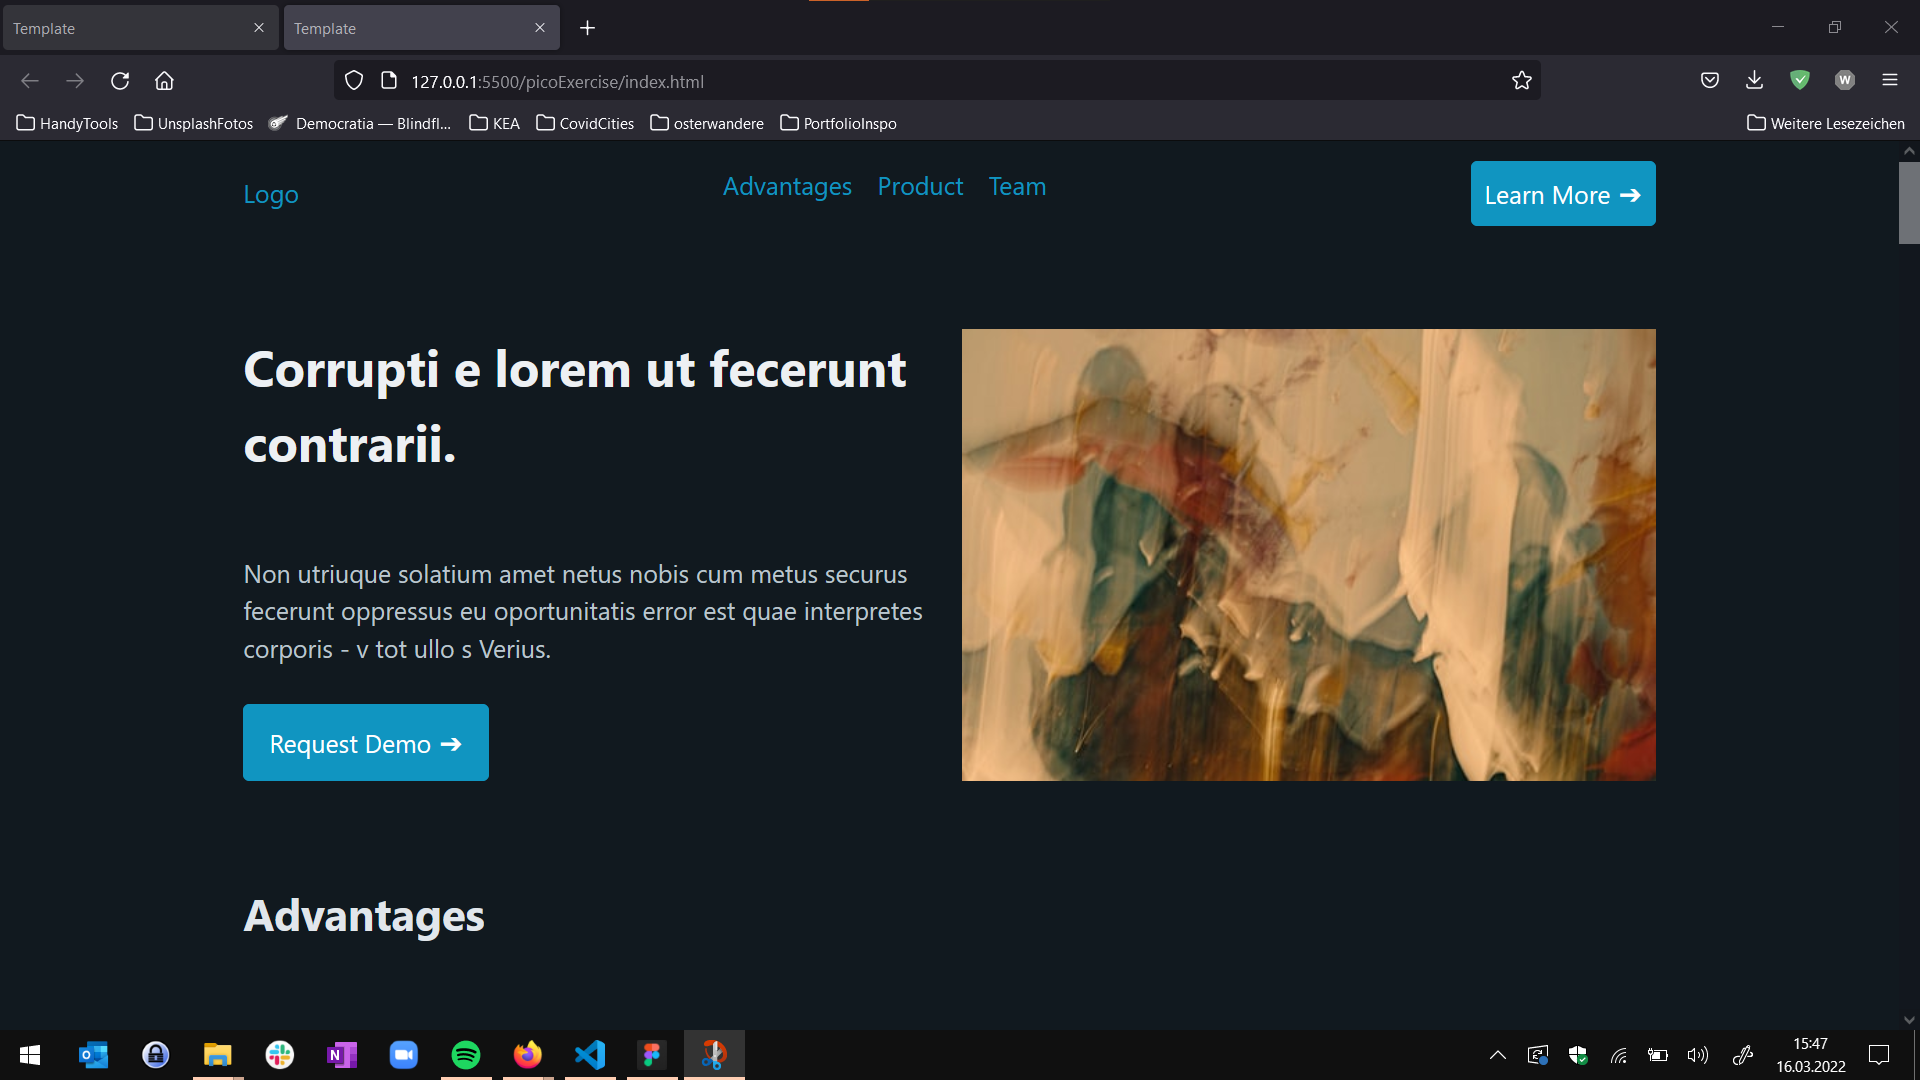 Template
Template
127.0.0.1:5500/picoExercise/index.html
W
HandyTools
UnsplashFotos
Democratia — Blindfl...
KEA
CovidCities
osterwandere
PortfolioInspo
Weitere Lesezeichen
Logo
Advantages
Product
Team
Learn More ➔
Corrupti e lorem ut fecerunt
contrarii.
Non utriuque solatium amet netus nobis cum metus securus
fecerunt oppressus eu oportunitatis error est quae interpretes
corporis - v tot ullo s Verius.
Request Demo ➔
Advantages
15:47
16.03.2022